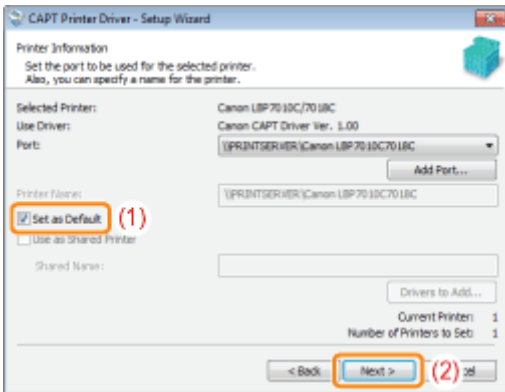 CAPT Printer Driver - Setup Wizard
Printer Information
Set the port to be used for the selected printer.
Also, you can specify a name for the printer.
Selected Printer: Canon LBP7010C/7018C
Use Driver: Canon CAPT Driver Ver. 1.00
Port: \\PRINTSERVER\Canon LBP7010C7018C
Add Port...
Printer Name: \\PRINTSERVER\Canon LBP7010C7018C
Set as Default (1)
Use as Shared Printer
Shared Name:
Drivers to Add...
Current Printer: 1
Number of Printers to Set: 1
< Back Next > (2)